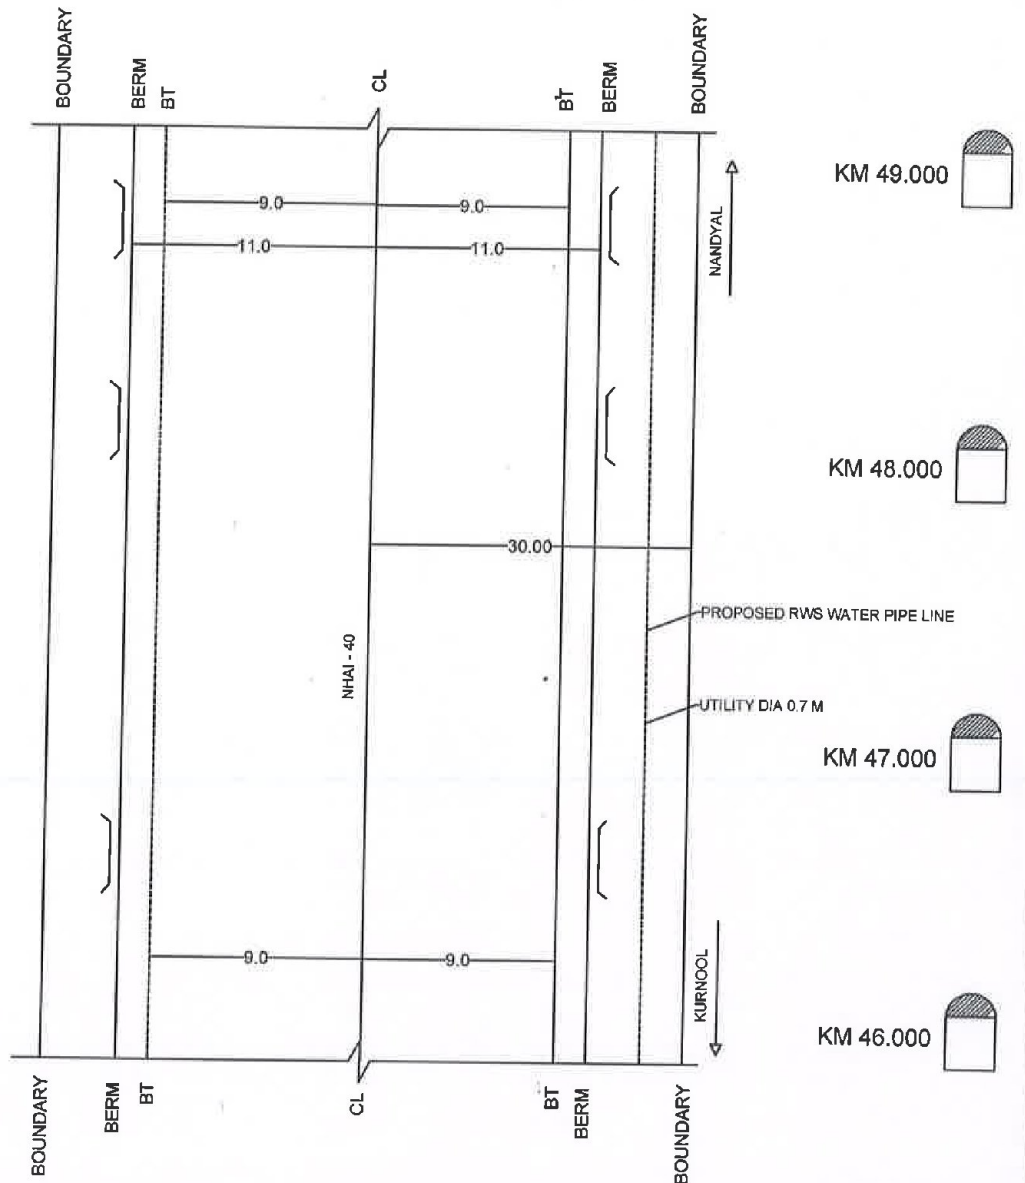 BOUNDARY
BERM
BT
CL
BT
BERM
BOUNDARY
KM 49.000
9.0
9.0
11.0
11.0
NANDYAL
KM 48.000
30.00
PROPOSED RWS WATER PIPE LINE
NHAI - 40
UTILITY DIA 0.7 M
KM 47.000
9.0
9.0
KURNOOL
KM 46.000
BOUNDARY
BERM
BT
CL
BT
BERM
BOUNDARY